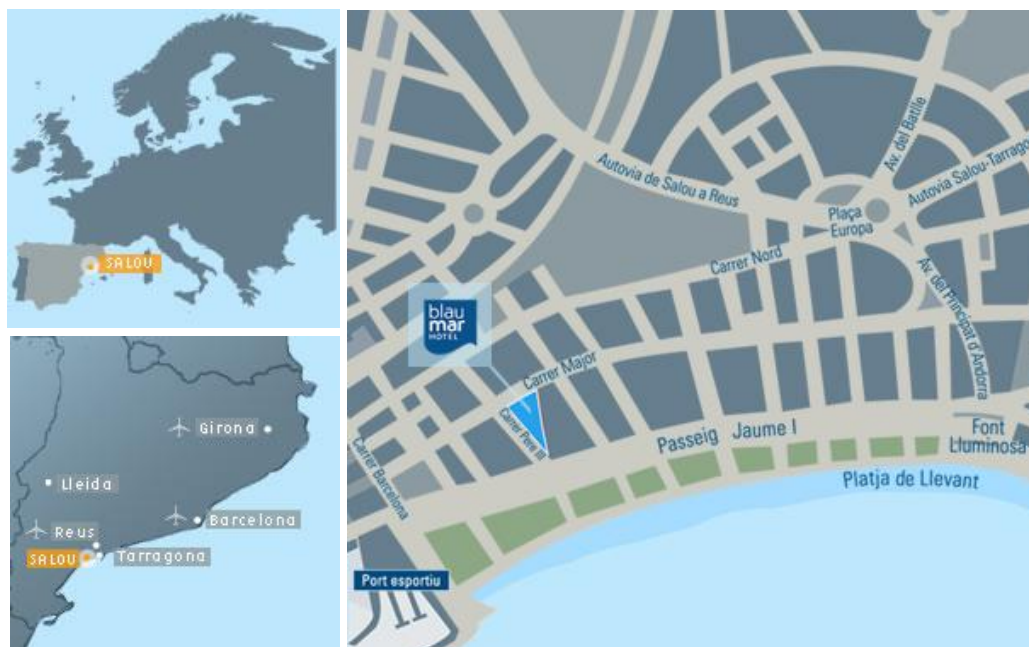 SALOU
Girona
Lleida
Barcelona
Reus
SALOU
Tarragona
Av. del Batlle
Autovia de Salou a Reus
Autovia Salou-Tarrago
Plaça
Europa
Carrer Nord
Av. del Principat d'Andorra
blau
mar
HOTEL
Carrer Major
Carrer Pere III
Carrer Barcelona
Passeig Jaume I
Font
Lluminosa
Platja de Llevant
Port esportiu